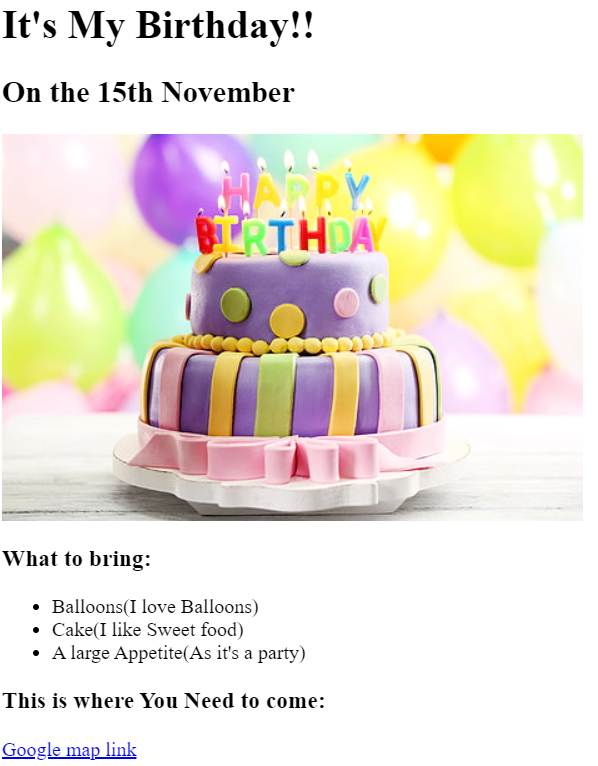 It's My Birthday!!
On the 15th November
HAPPY
BIRTHDAY
What to bring:
Balloons(I love Balloons)
Cake(I like Sweet food)
A large Appetite(As it's a party)
This is where You Need to come:
Google map link